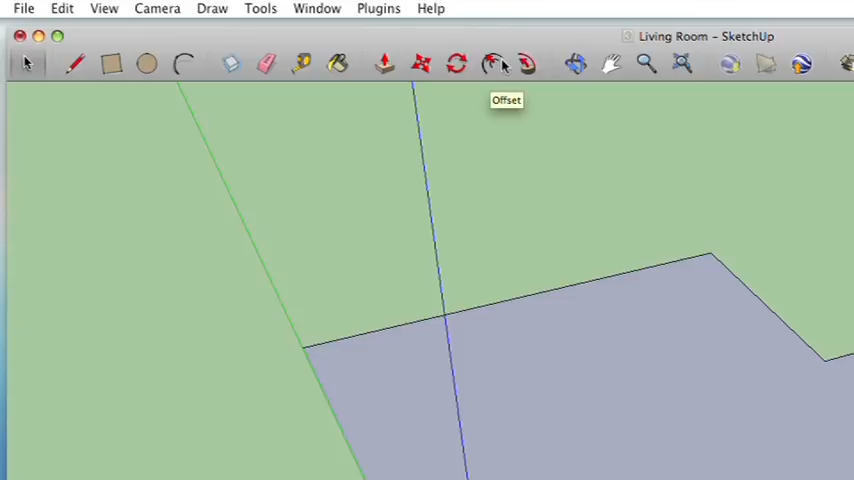 File Edit View Camera Draw Tools Window Plugins Help
Living Room – SketchUp
Offset